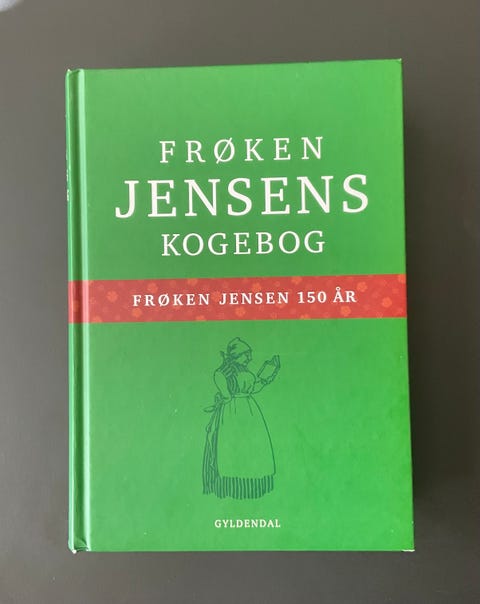 FRØKEN
JENSENS
KOGEBOG
FRØKEN JENSEN 150 ÅR
GYLDENDAL